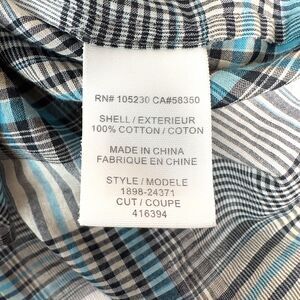 RN# 105230 CA#58350
SHELL / EXTERIEUR
100% COTTON / COTON
MADE IN CHINA
FABRIQUE EN CHINE
STYLE / MODELE
1898-24371
CUT / COUPE
416394